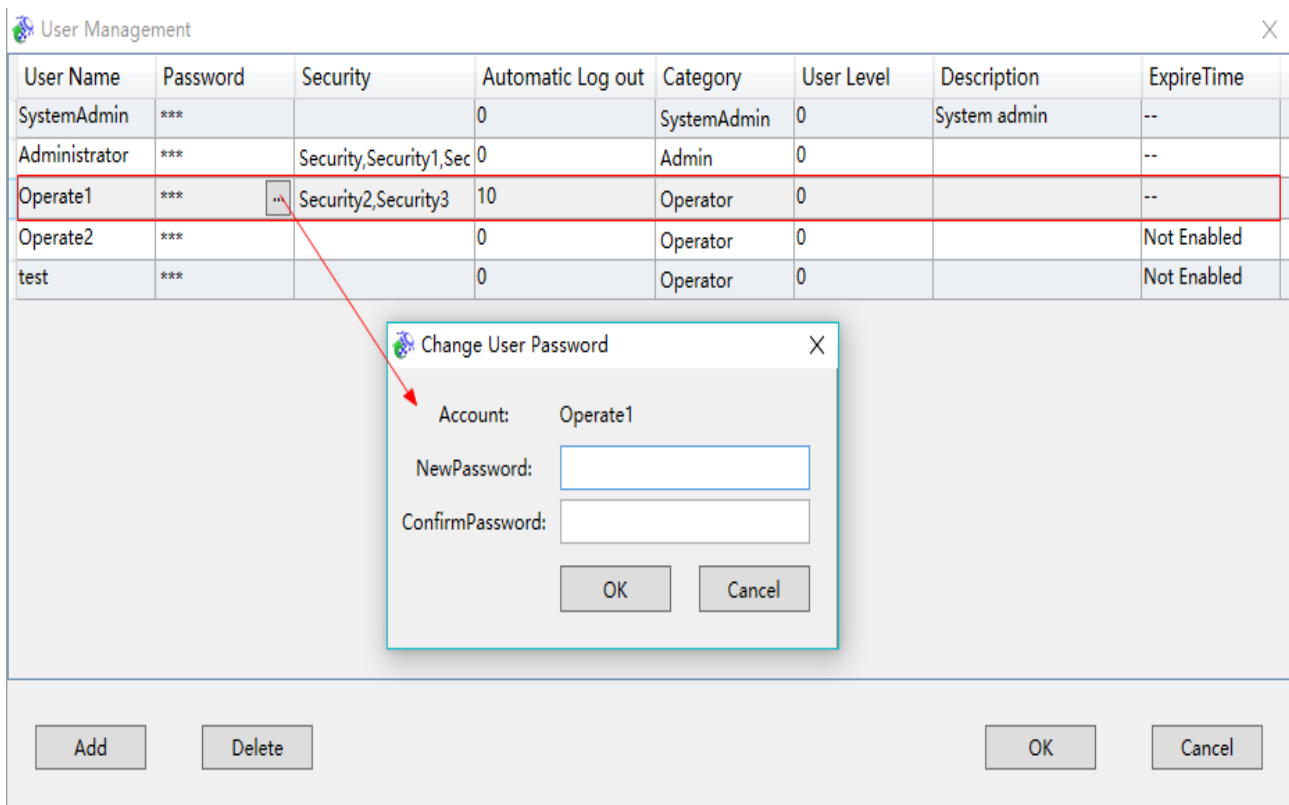 User Management
User Name Password Security Automatic Log out Category User Level Description ExpireTime
SystemAdmin *** 0 SystemAdmin 0 System admin --
Administrator *** Security,Security1,Sec 0 Admin 0 --
Operate1 *** ... Security2,Security3 10 Operator 0 --
Operate2 *** 0 Operator 0 Not Enabled
test *** 0 Operator 0 Not Enabled
Change User Password
Account: Operate1
NewPassword:
ConfirmPassword:
OK Cancel
Add Delete OK Cancel